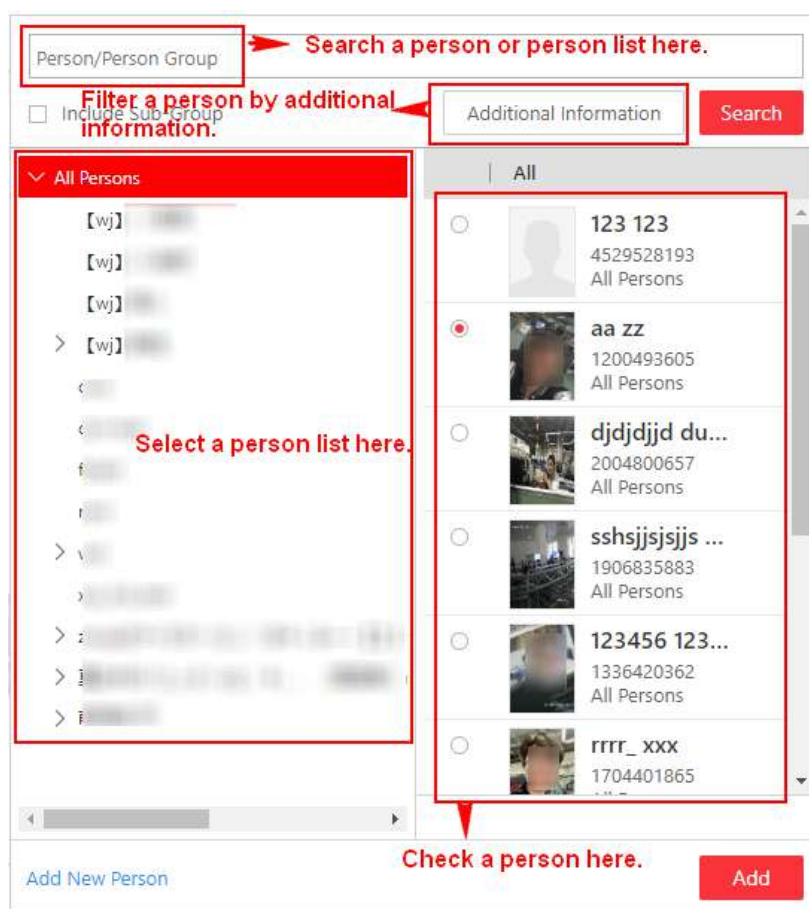 Person/Person Group
Search a person or person list here.
Filter a person by additional information.
Include Sub-Group
Additional Information
Search
All Persons
All
【wj】
【wj】
【wj】
【wj】
Select a person list here.
123 123
4529528193
All Persons
aa zz
1200493605
All Persons
djdjdjjd du...
2004800657
All Persons
sshsjjsjsjjs ...
1906835883
All Persons
123456 123...
1336420362
All Persons
rrrr_ xxx
1704401865
Check a person here.
Add New Person
Add